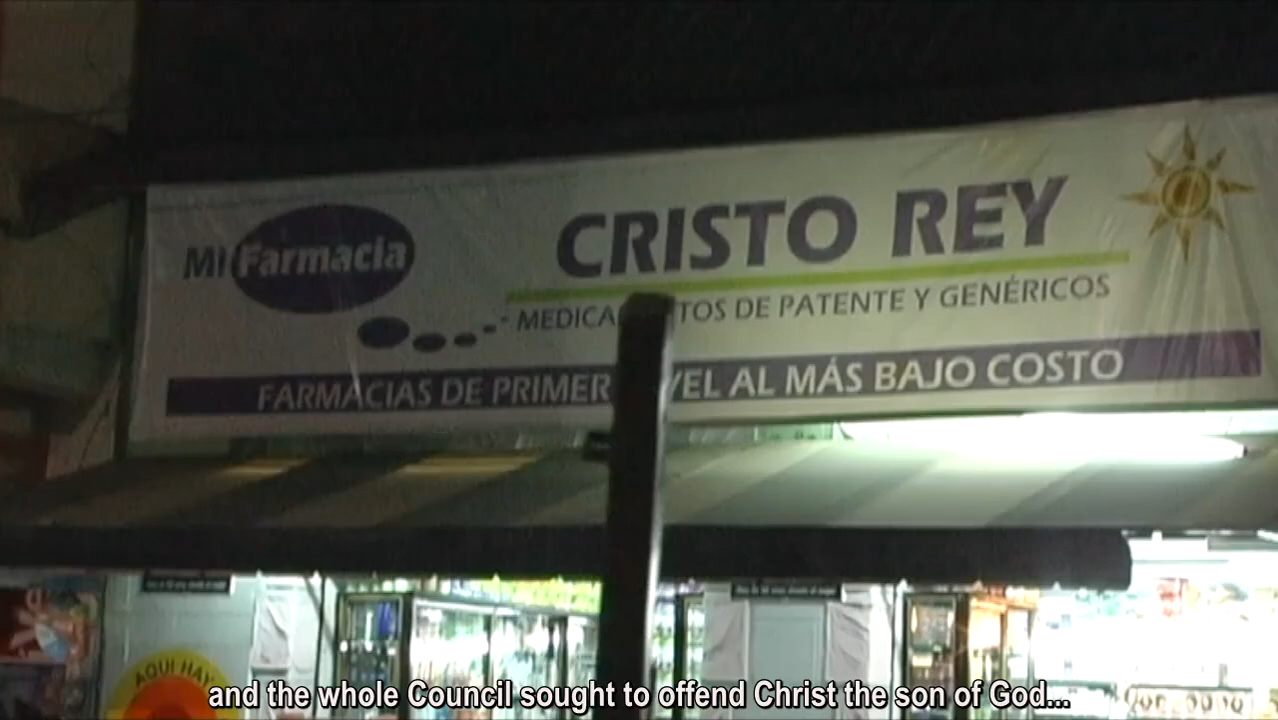 MI Farmacia
CRISTO REY
MEDICA TOS DE PATENTE Y GENÉRICOS
FARMACIAS DE PRIMER VEL AL MÁS BAJO COSTO
AQUI HAY
and the whole Council sought to offend Christ the son of God...